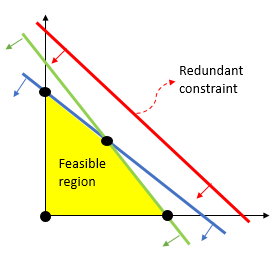 Redundant
constraint
Feasible
region